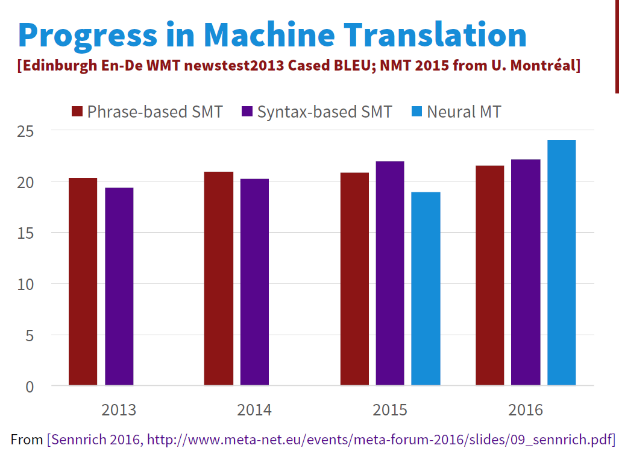 Progress in Machine Translation
[Edinburgh En-De WMT newstest2013 Cased BLEU; NMT 2015 from U. Montréal]
Phrase-based SMT Syntax-based SMT Neural MT
25
20
15
10
5
0
2013 2014 2015 2016
From [Sennrich 2016, http://www.meta-net.eu/events/meta-forum-2016/slides/09_sennrich.pdf]